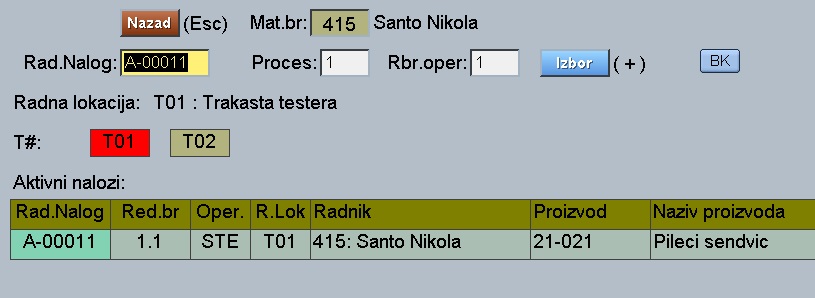 Nazad (Esc) Mat.br: 415 Santo Nikola
Rad.Nalog: A-00011 Proces: 1 Rbr.oper: 1 Izbor ( + ) BK
Radna lokacija: T01 : Trakasta testera
T#: T01 T02
Aktivni nalozi:
Rad.Nalog Red.br Oper. R.Lok Radnik Proizvod Naziv proizvoda
A-00011 1.1 STE T01 415: Santo Nikola 21-021 Pileci sendvic